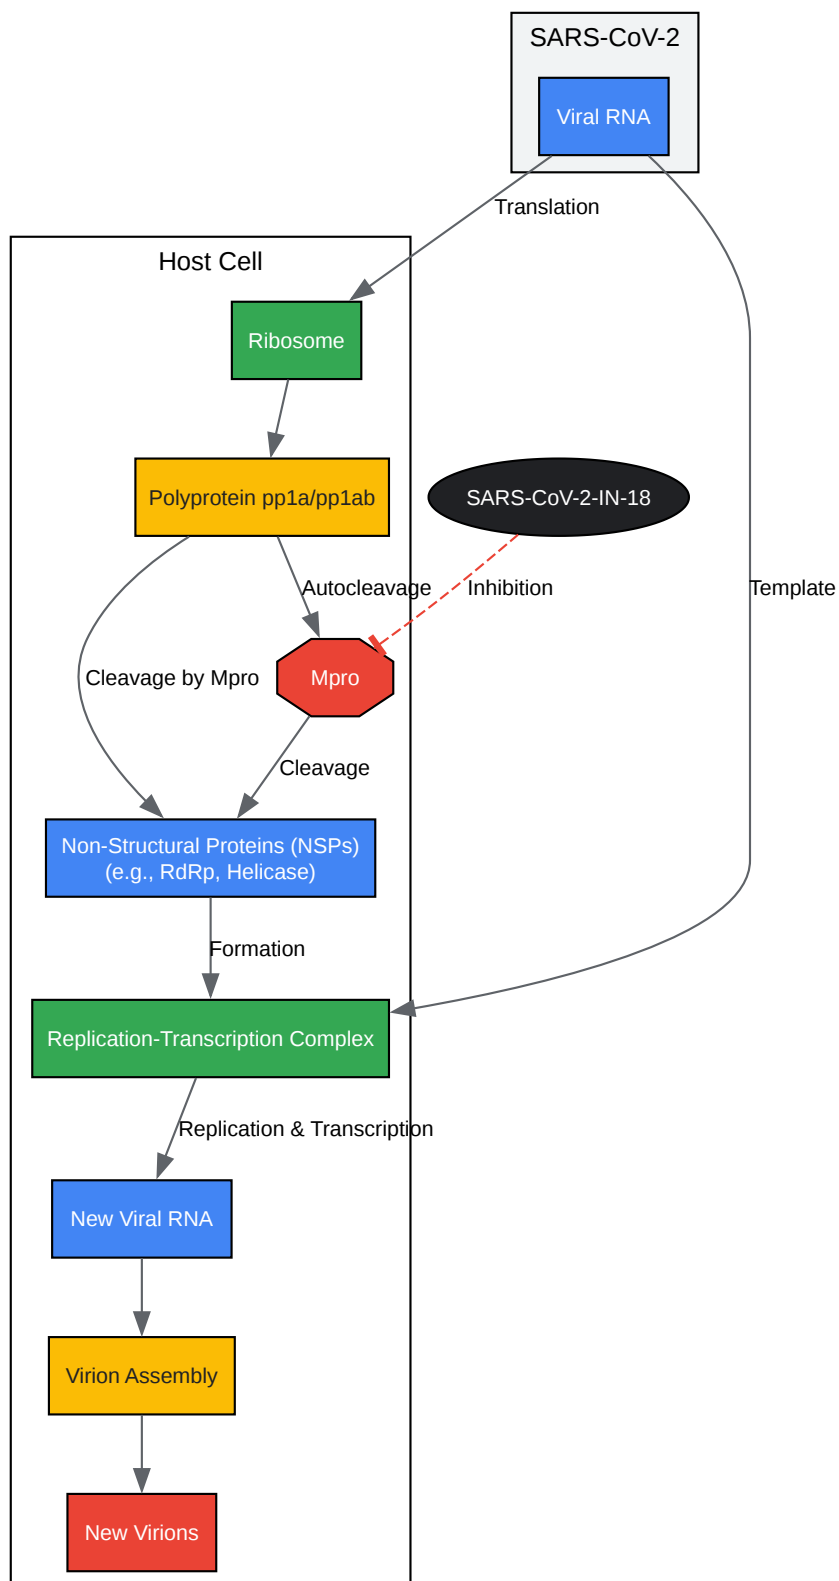 SARS-CoV-2
Viral RNA
Translation
Host Cell
Ribosome
Polyprotein pp1a/pp1ab
SARS-CoV-2-IN-18
Autocleavage
Inhibition
Template
Cleavage by Mpro
Mpro
Cleavage
Non-Structural Proteins (NSPs)
(e.g., RdRp, Helicase)
Formation
Replication-Transcription Complex
Replication & Transcription
New Viral RNA
Virion Assembly
New Virions